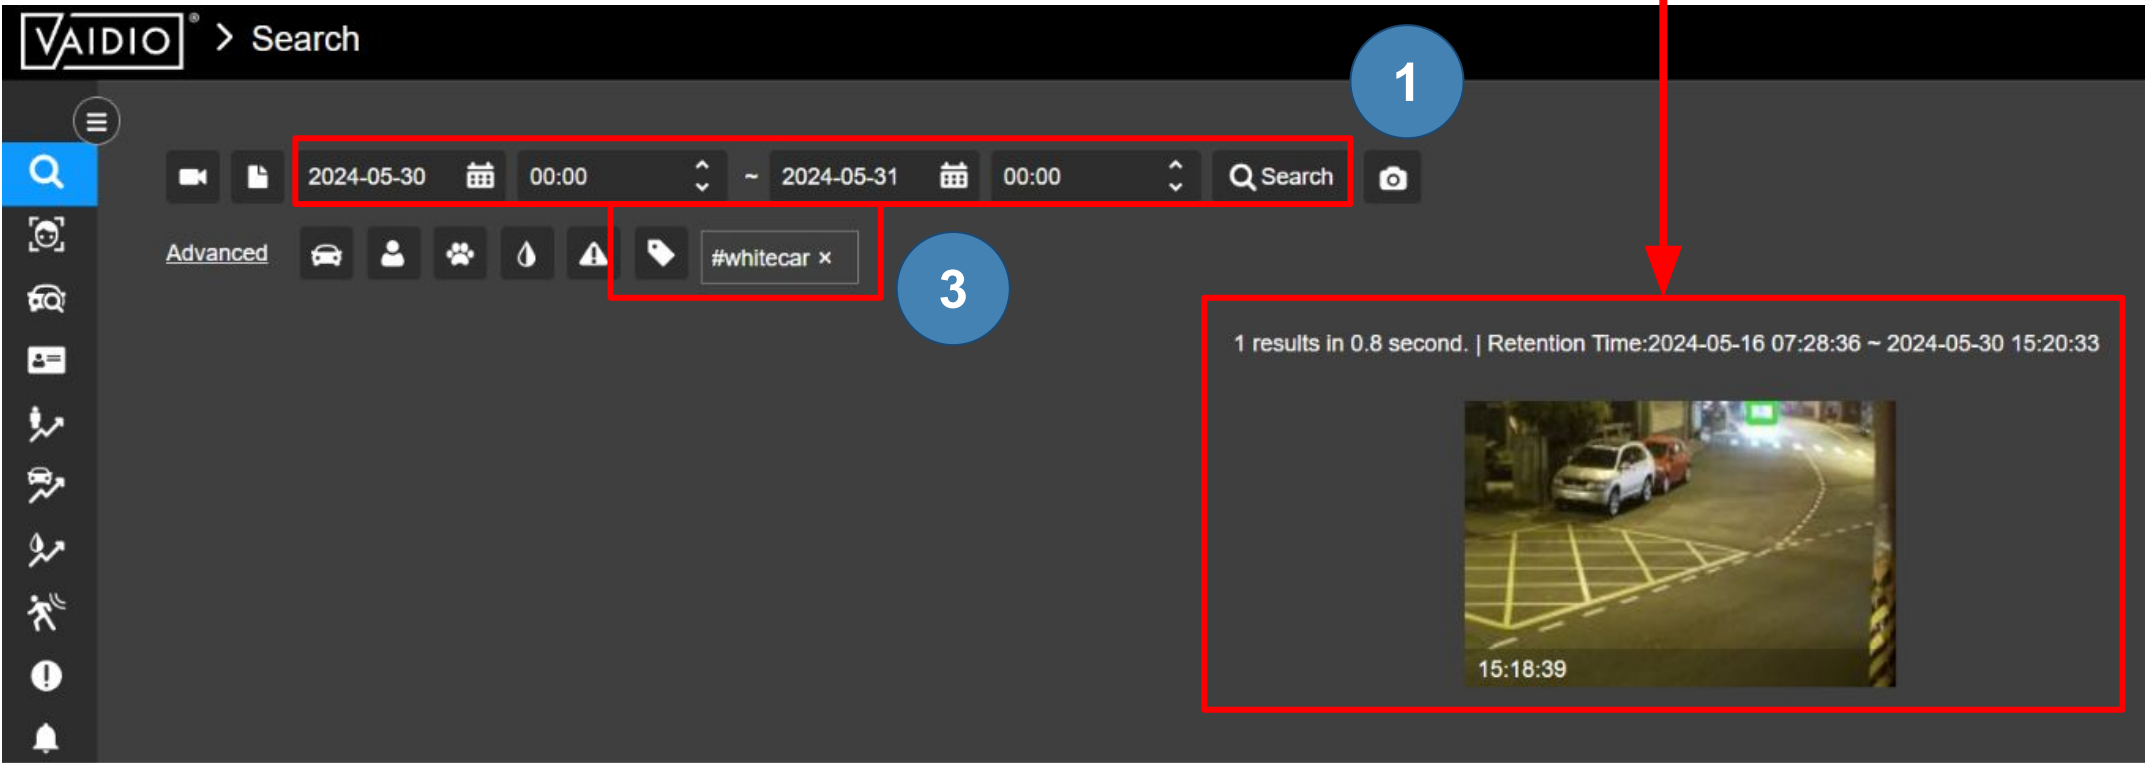 VAIDIO® > Search
1
2024-05-30 00:00 ~ 2024-05-31 00:00 Search
Advanced #whitecar ×
3
1 results in 0.8 second. | Retention Time:2024-05-16 07:28:36 ~ 2024-05-30 15:20:33
15:18:39